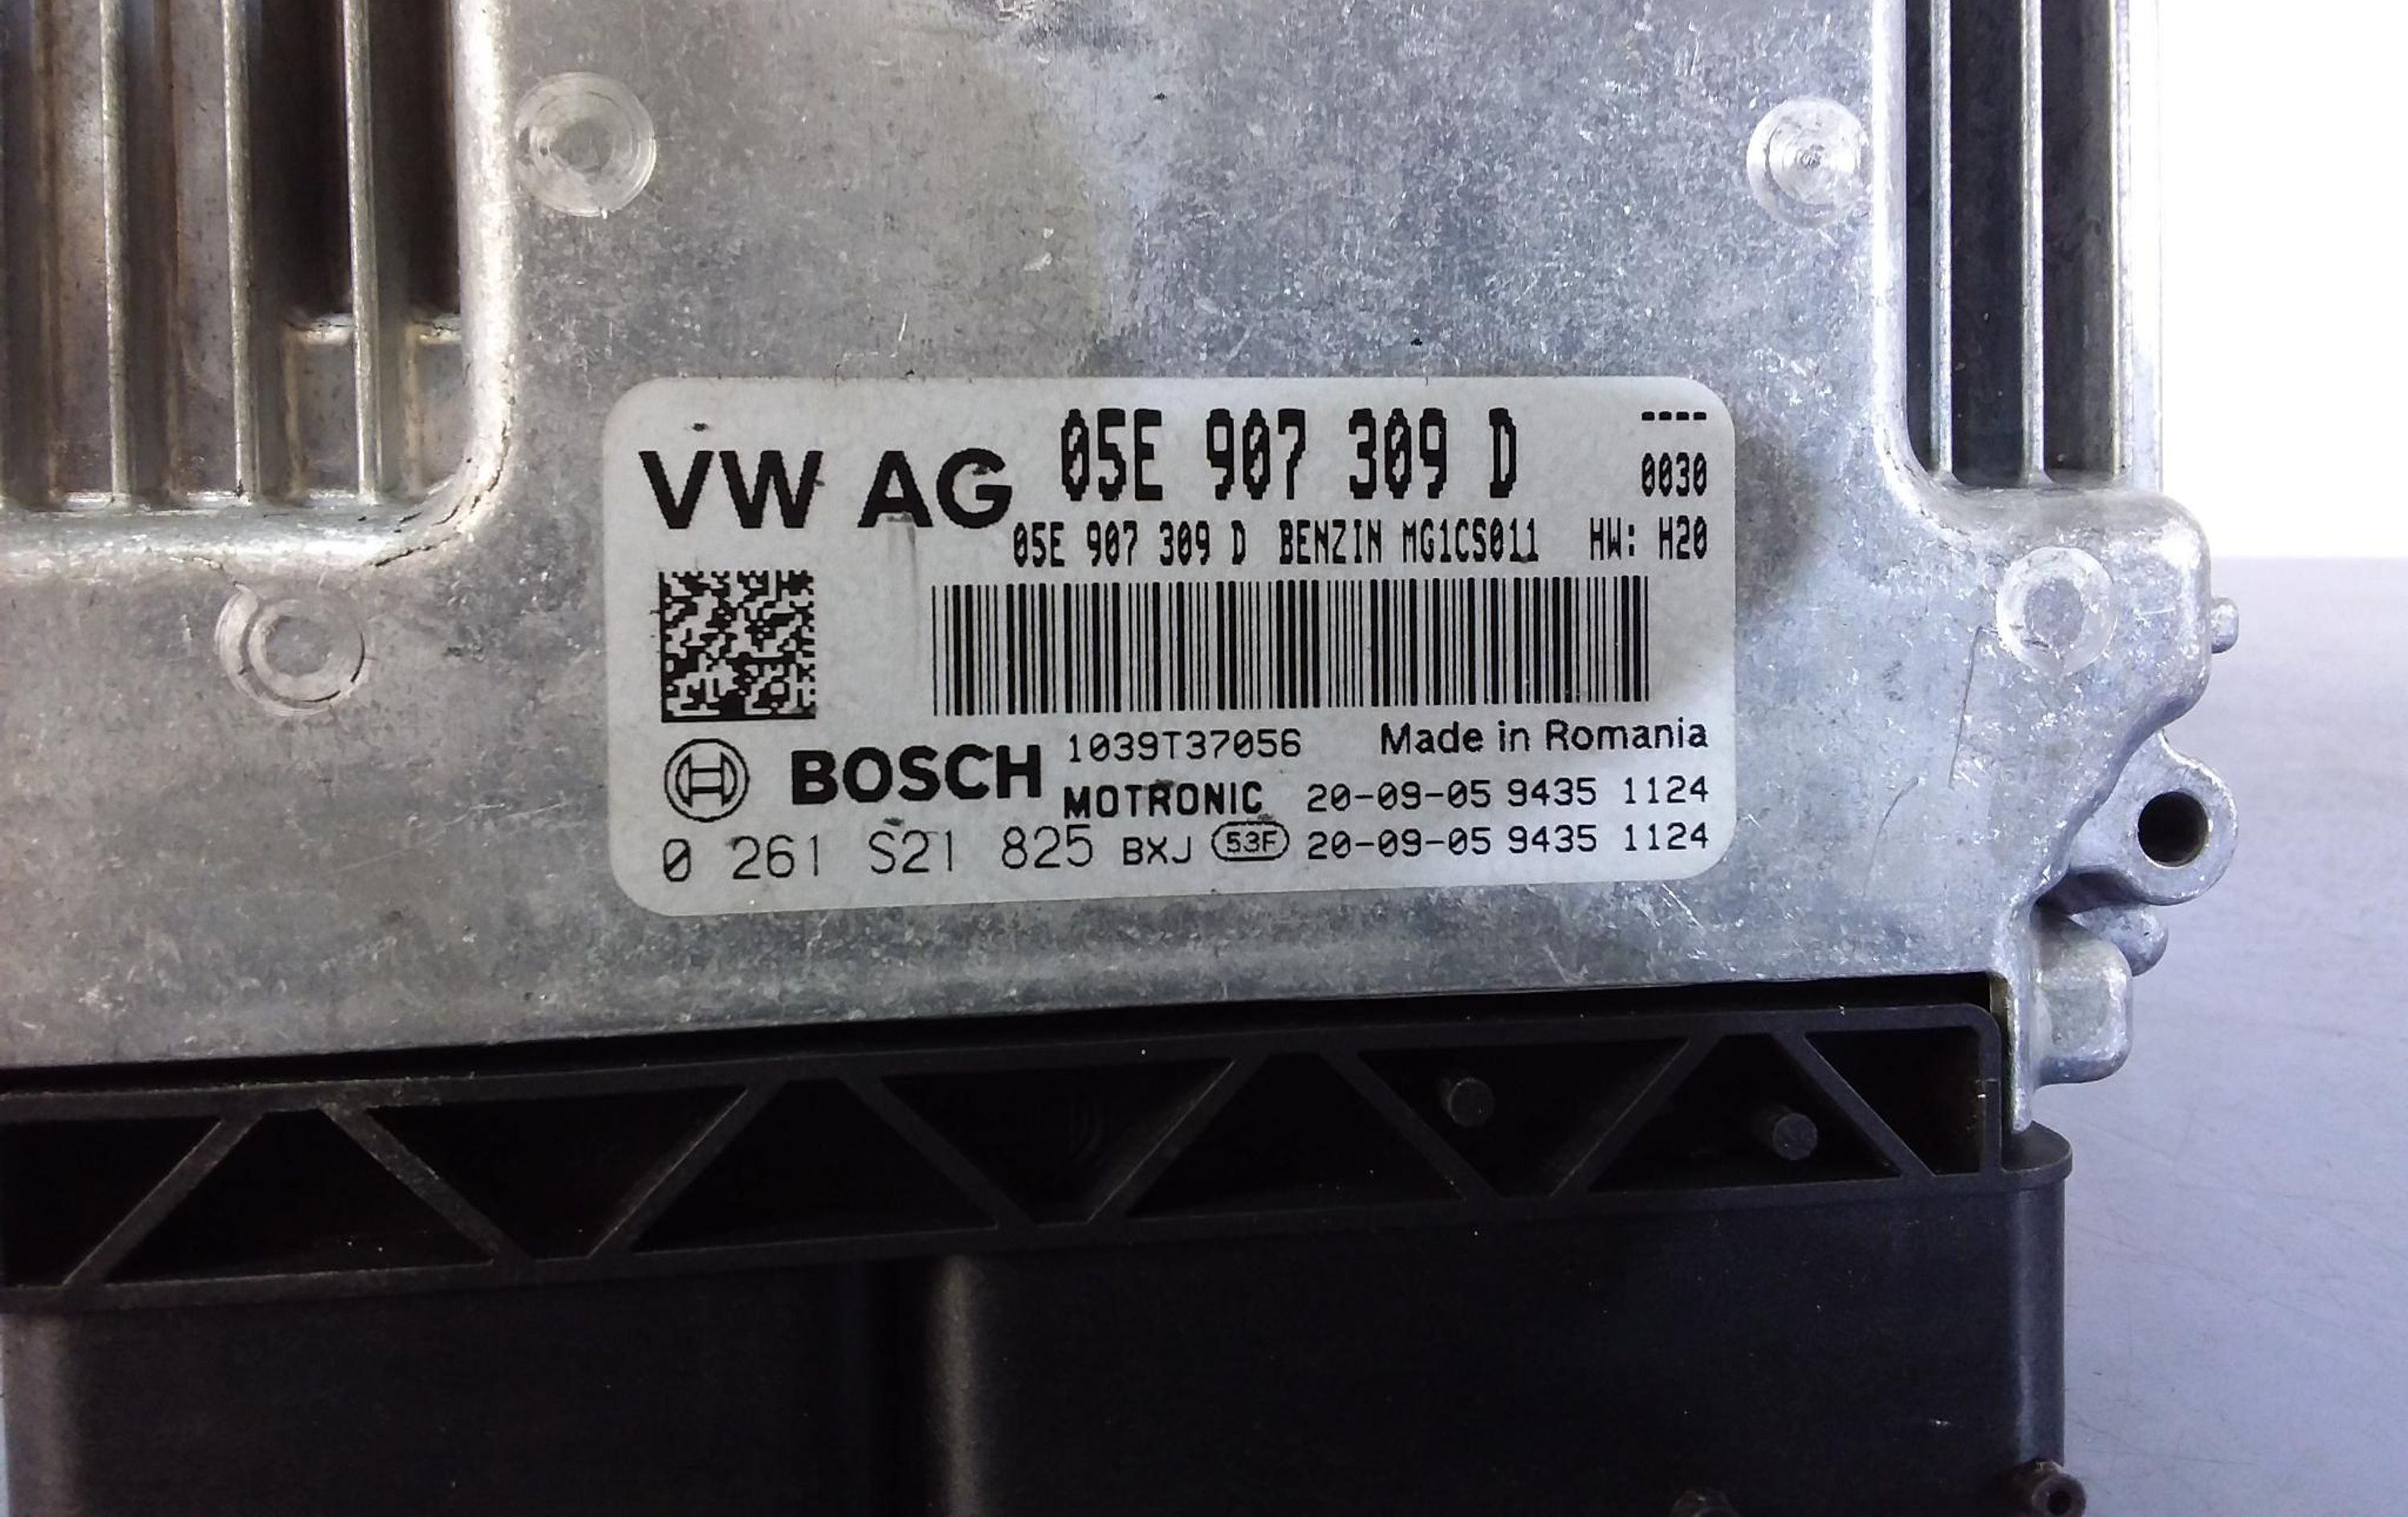 VW AG 05E 907 309 D ----
0030
05E 907 309 D BENZIN MG1CS011 HW: H20
1039T37056 Made in Romania
BOSCH MOTRONIC 20-09-05 9435 1124
0 261 S21 825 BXJ 53F 20-09-05 9435 1124